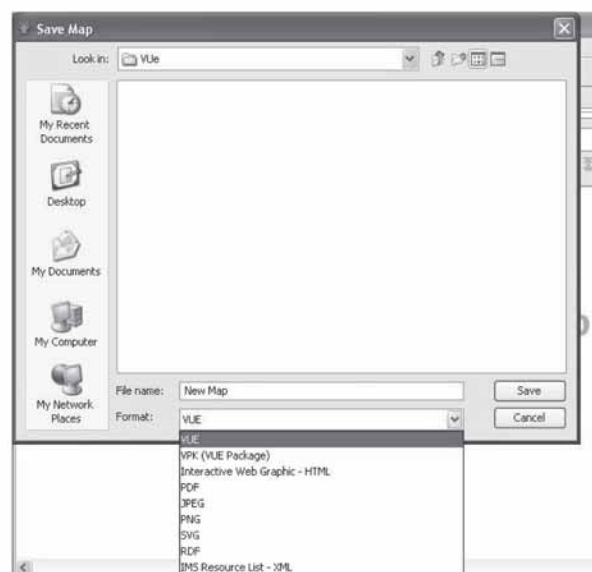 Save Map
Look in:
VUe
My Recent
Documents
Desktop
My Documents
My Computer
My Network
Places
File name:
New Map
Save
Format:
VUE
Cancel
VUE
VPK (VUE Package)
Interactive Web Graphic - HTML
PDF
JPEG
PNG
SVG
RDF
IMS Resource List - XML